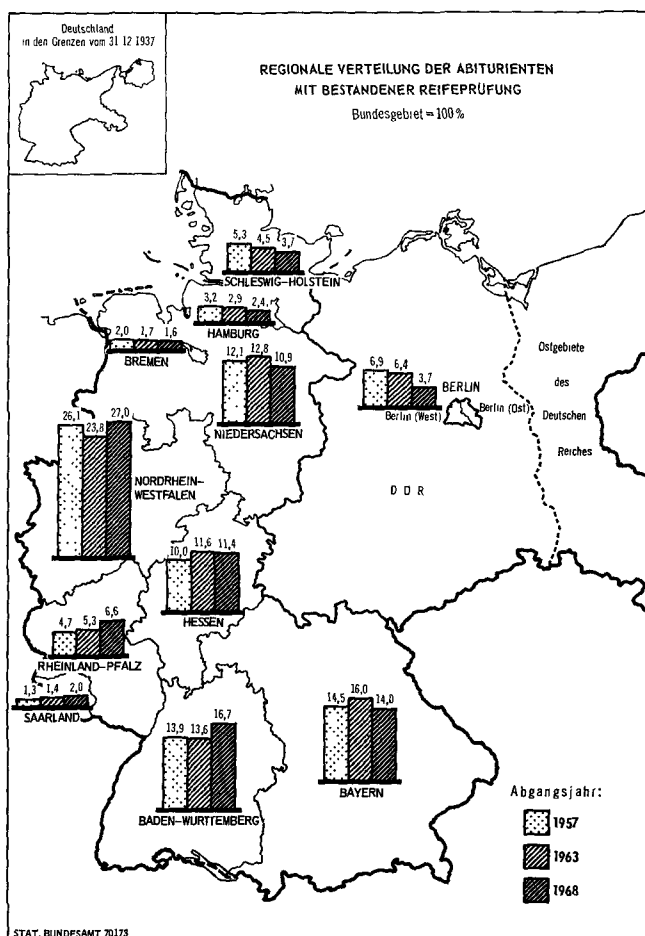 Deutschland
in den Grenzen vom 31 12 1937
REGIONALE VERTEILUNG DER ABITURIENTEN
MIT BESTANDENER REIFEPRÜFUNG
Bundesgebiet = 100 %
5,3 4,5 3,7
SCHLESWIG-HOLSTEIN
3,2 2,9 2,4
HAMBURG
2,0 1,7 1,6
BREMEN
12,1 12,8 10,9
NIEDERSACHSEN
6,9 6,4 3,7
BERLIN
Berlin (West)
Berlin (Ost)
Ostgebiete
des
Deutschen
Reiches
26,1 23,8 27,0
NORDRHEIN-
WESTFALEN
D D R
10,0 11,6 11,4
HESSEN
4,7 5,3 6,6
RHEINLAND-PFALZ
1,3 1,4 2,0
SAARLAND
13,9 13,6 16,7
BADEN-WURTTEMBERG
14,5 16,0 14,0
BAYERN
Abgangsjahr:
1957
1963
1968
STAT. BUNDESAMT 70173